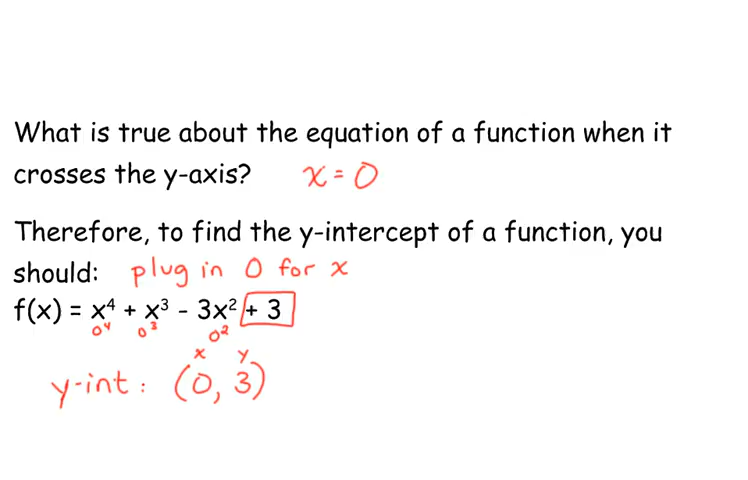 What is true about the equation of a function when it
crosses the y-axis? x = 0
Therefore, to find the y-intercept of a function, you
should: plug in 0 for x
f(x) = x⁴ + x³ - 3x² + 3
0⁴ 0³ 0²
x y
y-int : (0, 3)